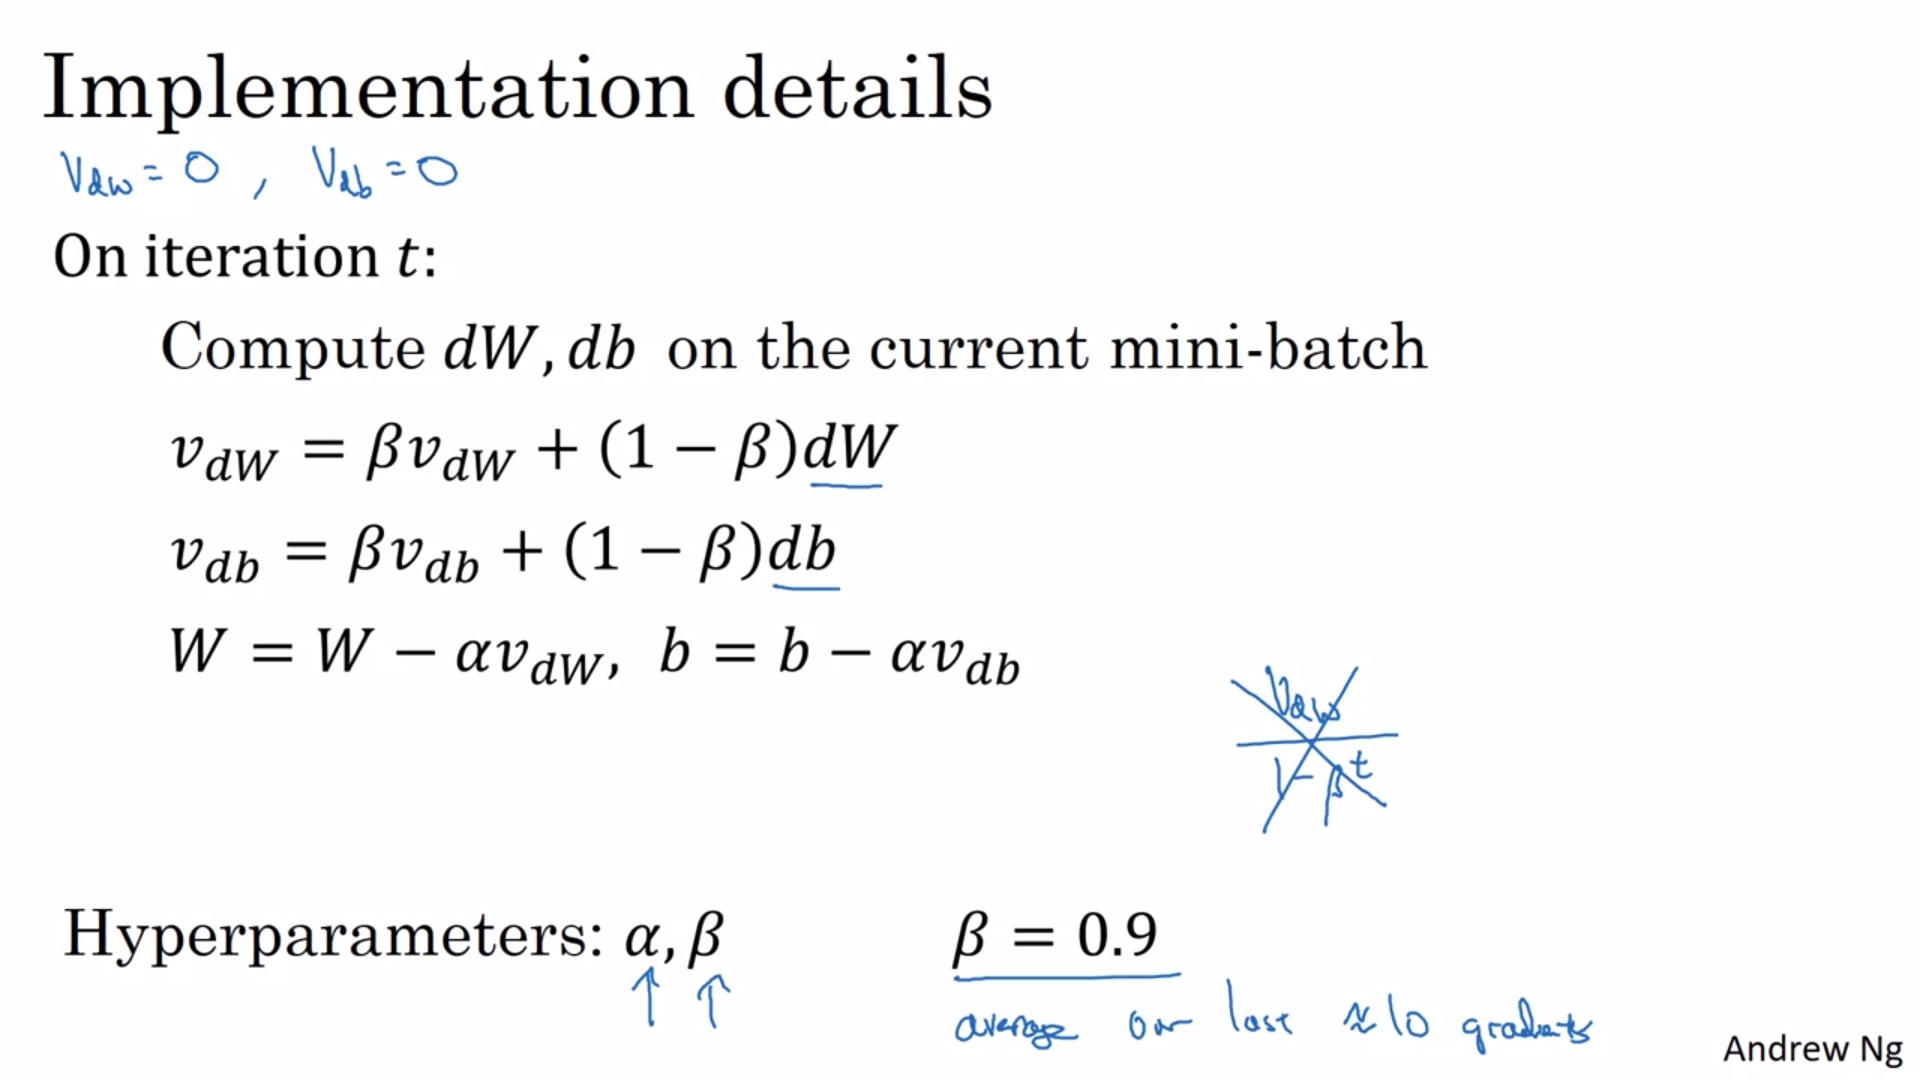 Implementation details
Vdw = 0 , Vdb = 0
On iteration t:
Compute dW, db on the current mini-batch
v_dW = βv_dW + (1 − β)dW
v_db = βv_db + (1 − β)db
W = W − αv_dW, b = b − αv_db
Vdw
1 − β^t
Hyperparameters: α, β β = 0.9
average over last ≈ 10 gradients
Andrew Ng